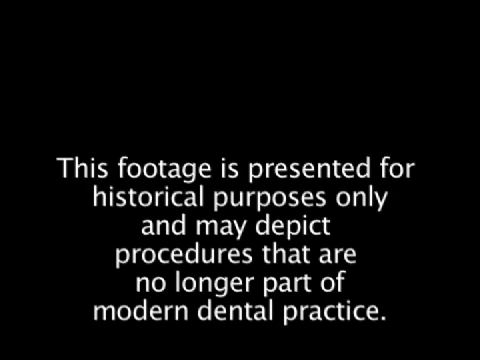 This footage is presented for
historical purposes only
and may depict
procedures that are
no longer part of
modern dental practice.